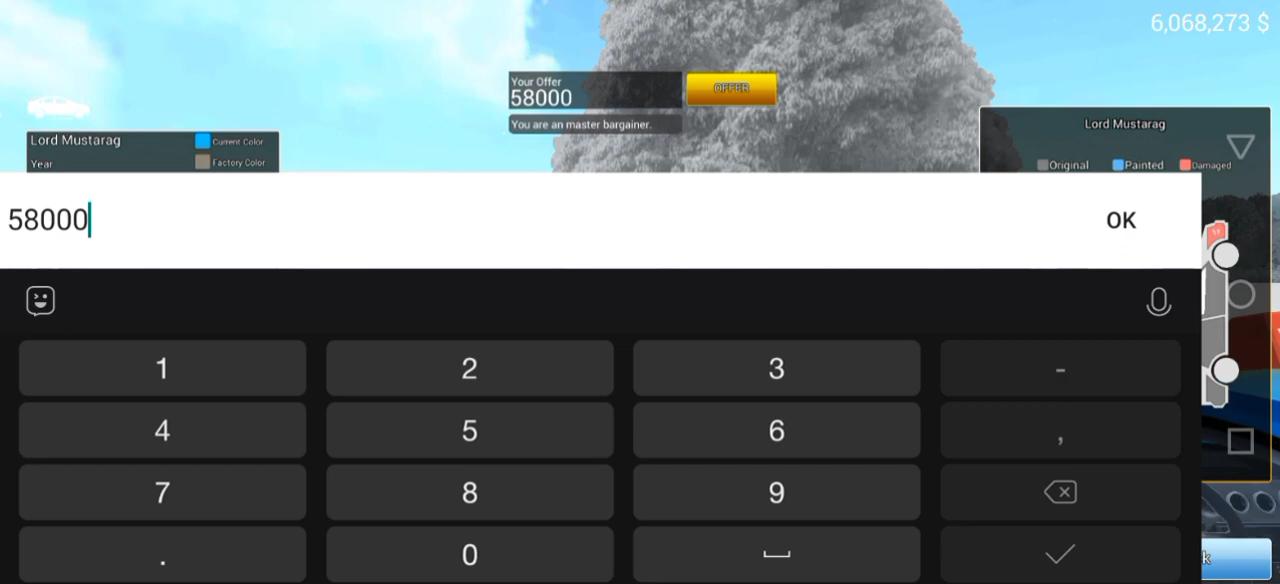 6,068,273 $
Your Offer
58000
OFFER
You are an master bargainer.
Lord Mustarag
Current Color
Year
Factory Color
Lord Mustarag
Original
Painted
Damaged
58000
OK
1
2
3
-
4
5
6
,
7
8
9
.
0
k